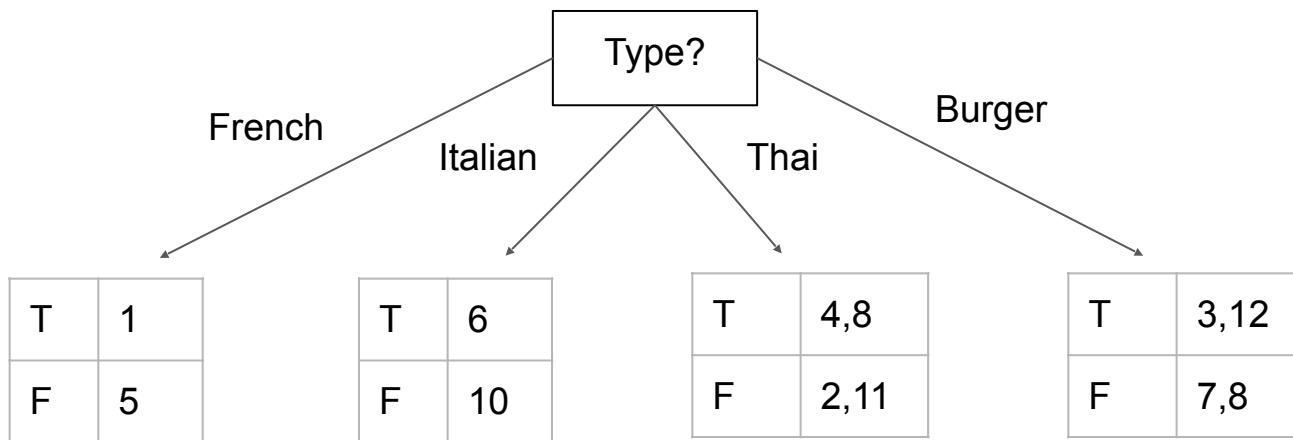 Type?
French
Italian
Thai
Burger
T 1
F 5
T 6
F 10
T 4,8
F 2,11
T 3,12
F 7,8